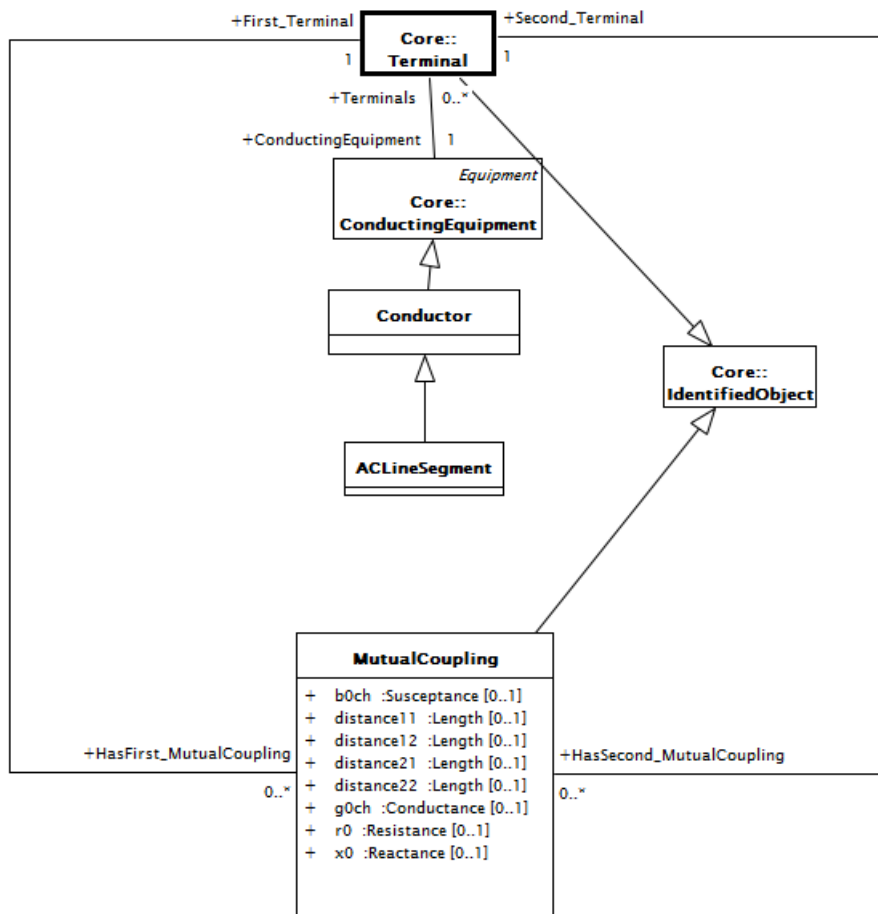 +First_Terminal
+Second_Terminal
Core::
Terminal
1
1
+Terminals
0..*
+ConductingEquipment
1
Equipment
Core::
ConductingEquipment
Conductor
Core::
IdentifiedObject
ACLineSegment
MutualCoupling
+ b0ch :Susceptance [0..1]
+ distance11 :Length [0..1]
+ distance12 :Length [0..1]
+ distance21 :Length [0..1]
+ distance22 :Length [0..1]
+ g0ch :Conductance [0..1]
+ r0 :Resistance [0..1]
+ x0 :Reactance [0..1]
+HasFirst_MutualCoupling
0..*
+HasSecond_MutualCoupling
0..*